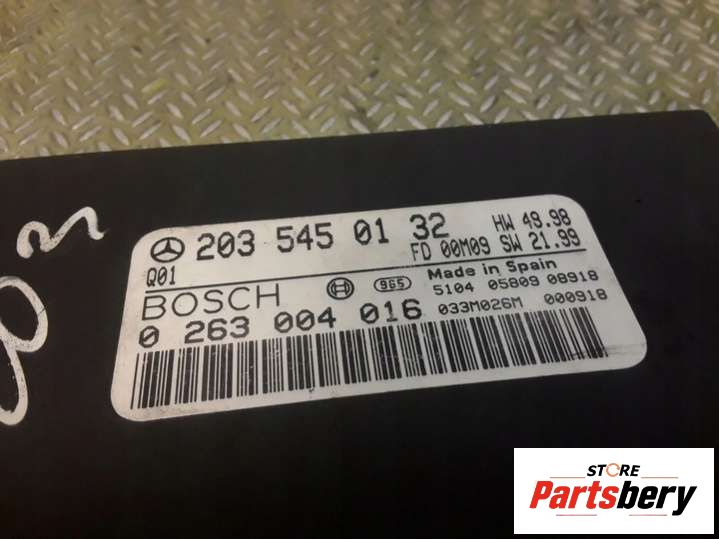 203 545 01 32 HW 49.98
Q01 FD 00M09 SW 21.99
BOSCH 965 Made in Spain
5104 05809 08918
0 263 004 016 033M026M 000918
203
STORE
Partsbery